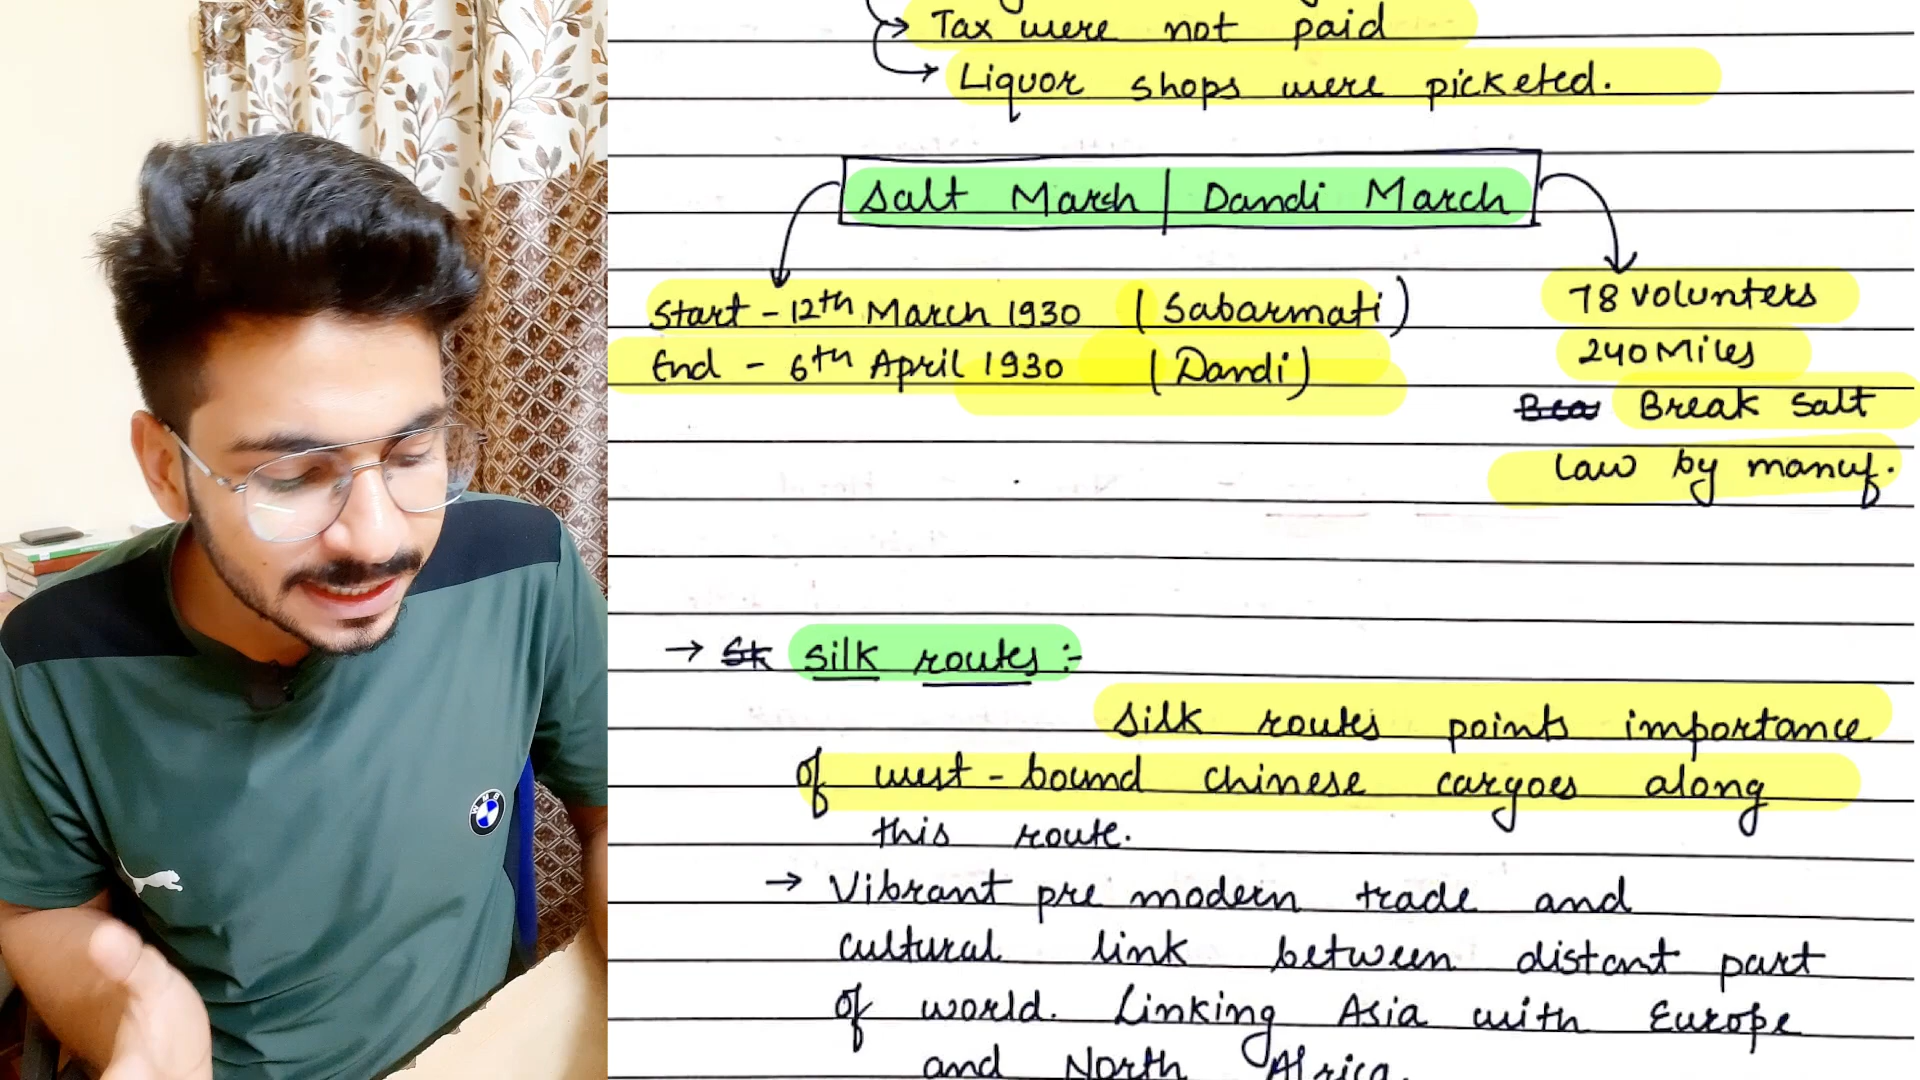 Tax were not paid
Liquor shops were picketed.
Salt March | Dandi March
Start - 12th March 1930 (Sabarmati)
End - 6th April 1930 (Dandi)
78 volunters
240 Miles
Break salt
law by manuf.
silk routes :-
silk routes points importance
of west-bound chinese cargoes along
this route.
→ Vibrant pre modern trade and
cultural link between distant part
of world. Linking Asia with Europe
and North Africa.
BMW